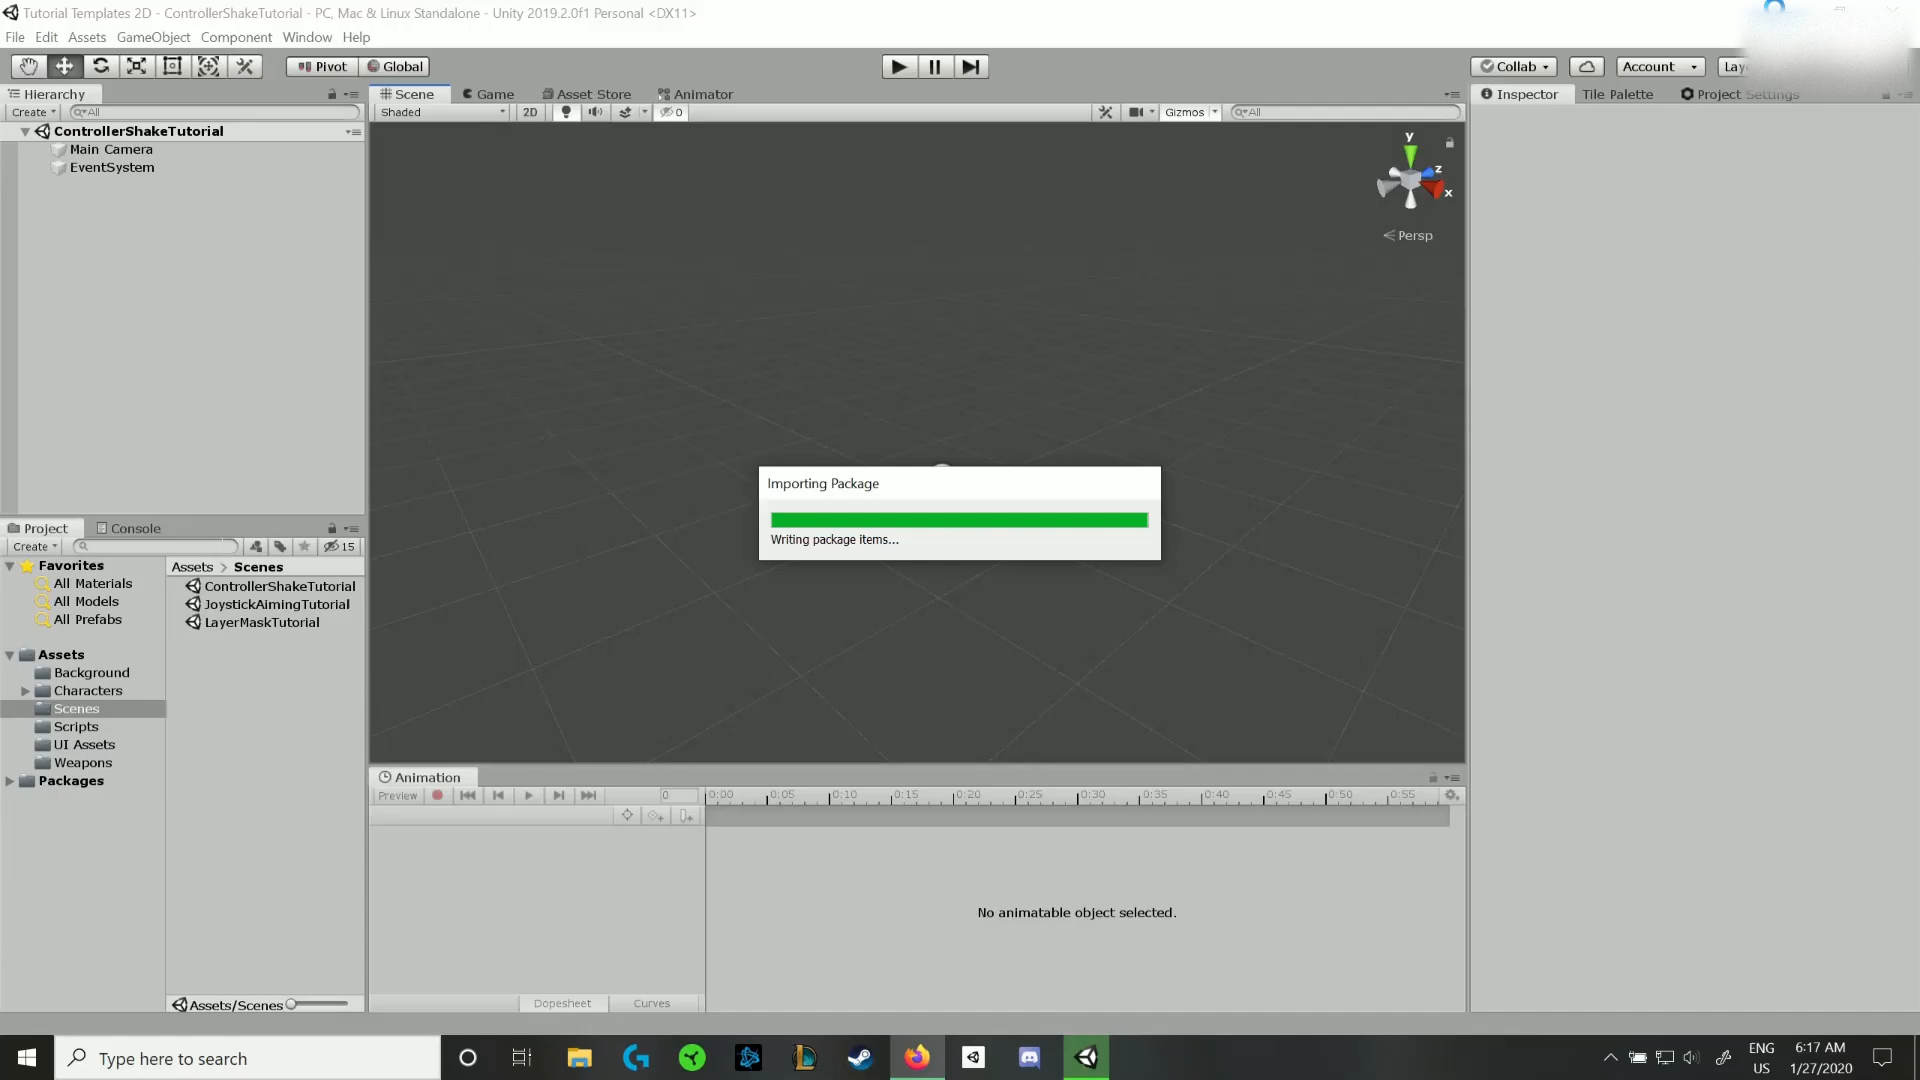 Tutorial Templates 2D - ControllerShakeTutorial - PC, Mac & Linux Standalone - Unity 2019.2.0f1 Personal <DX11>
File Edit Assets GameObject Component Window Help
Pivot Global
Collab
Account
Hierarchy
Scene Game Asset Store Animator
Inspector Tile Palette Project Settings
Create All
Shaded 2D 0 Gizmos All
ControllerShakeTutorial
Main Camera
EventSystem
y
z
x
Persp
Importing Package
Writing package items...
Project Console
Create 15
Favorites
All Materials
All Models
All Prefabs
Assets
Background
Characters
Scenes
Scripts
UI Assets
Weapons
Packages
Assets > Scenes
ControllerShakeTutorial
JoystickAimingTutorial
LayerMaskTutorial
Assets/Scenes
Animation
Preview 0 0:00 0:05 0:10 0:15 0:20 0:25 0:30 0:35 0:40 0:45 0:50 0:55
No animatable object selected.
Dopesheet Curves
Type here to search
ENG
US
6:17 AM
1/27/2020